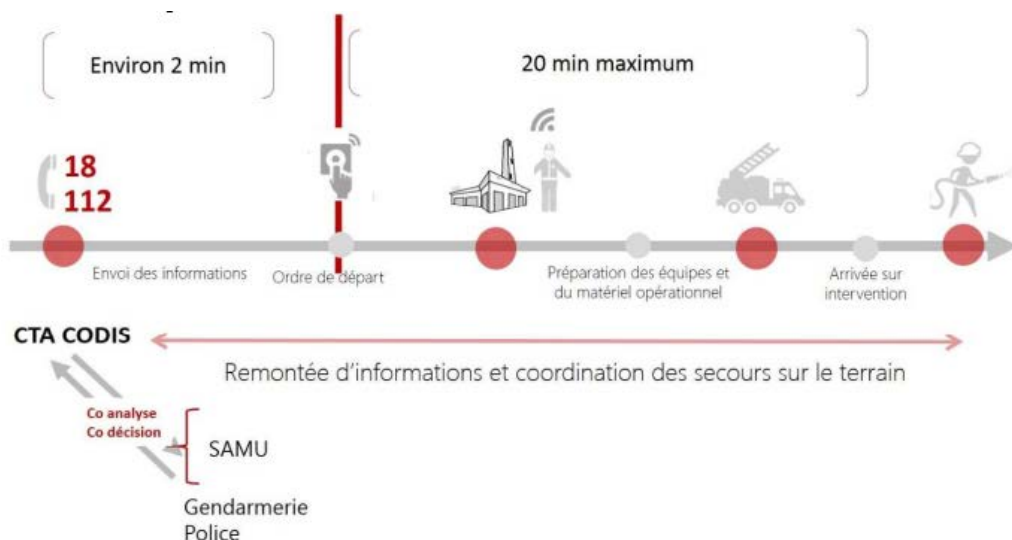 Environ 2 min
20 min maximum
18
112
Envoi des informations
Ordre de départ
Préparation des équipes et
du matériel opérationnel
Arrivée sur
intervention
CTA CODIS
Remontée d'informations et coordination des secours sur le terrain
Co analyse
Co décision
SAMU
Gendarmerie
Police